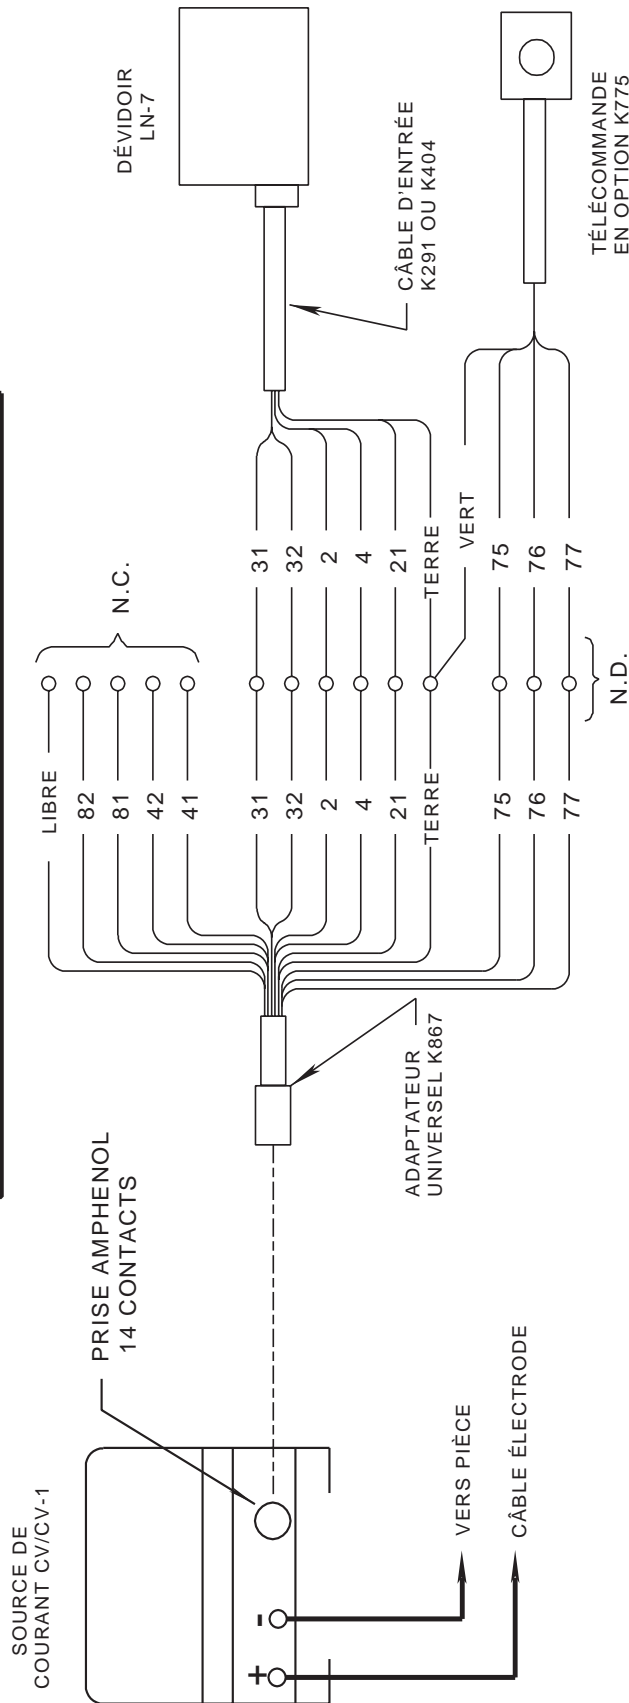 SOURCE DE
COURANT CV/CV-1
+
-
PRISE AMPHENOL
14 CONTACTS
VERS PIÈCE
CÂBLE ÉLECTRODE
ADAPTATEUR
UNIVERSEL K867
LIBRE
82
81
42
41
N.C.
31
32
2
4
21
TERRE
75
76
77
31
32
2
4
21
TERRE
VERT
75
76
77
N.D.
DÉVIDOIR
LN-7
CÂBLE D'ENTRÉE
K291 OU K404
TÉLÉCOMMANDE
EN OPTION K775